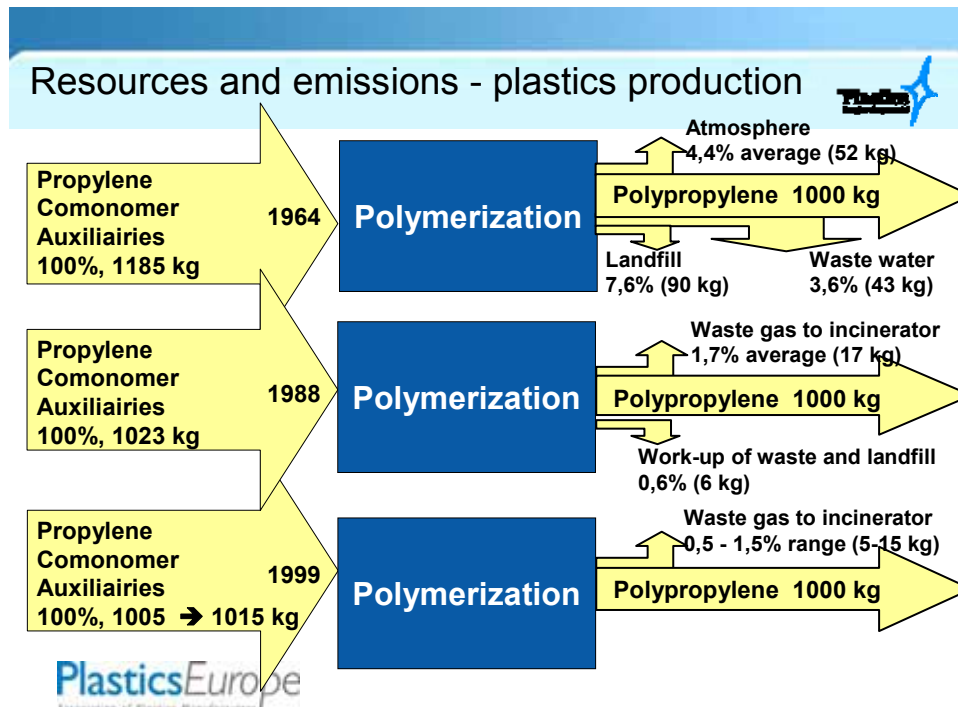 Resources and emissions - plastics production
Plastics
Atmosphere
4,4% average (52 kg)
Propylene
Comonomer
Auxiliairies
100%, 1185 kg
1964
Polymerization
Polypropylene 1000 kg
Landfill
7,6% (90 kg)
Waste water
3,6% (43 kg)
Propylene
Comonomer
Auxiliairies
100%, 1023 kg
1988
Polymerization
Waste gas to incinerator
1,7% average (17 kg)
Polypropylene 1000 kg
Work-up of waste and landfill
0,6% (6 kg)
Propylene
Comonomer
Auxiliairies
100%, 1005 ➔ 1015 kg
1999
Polymerization
Waste gas to incinerator
0,5 - 1,5% range (5-15 kg)
Polypropylene 1000 kg
PlasticsEurope